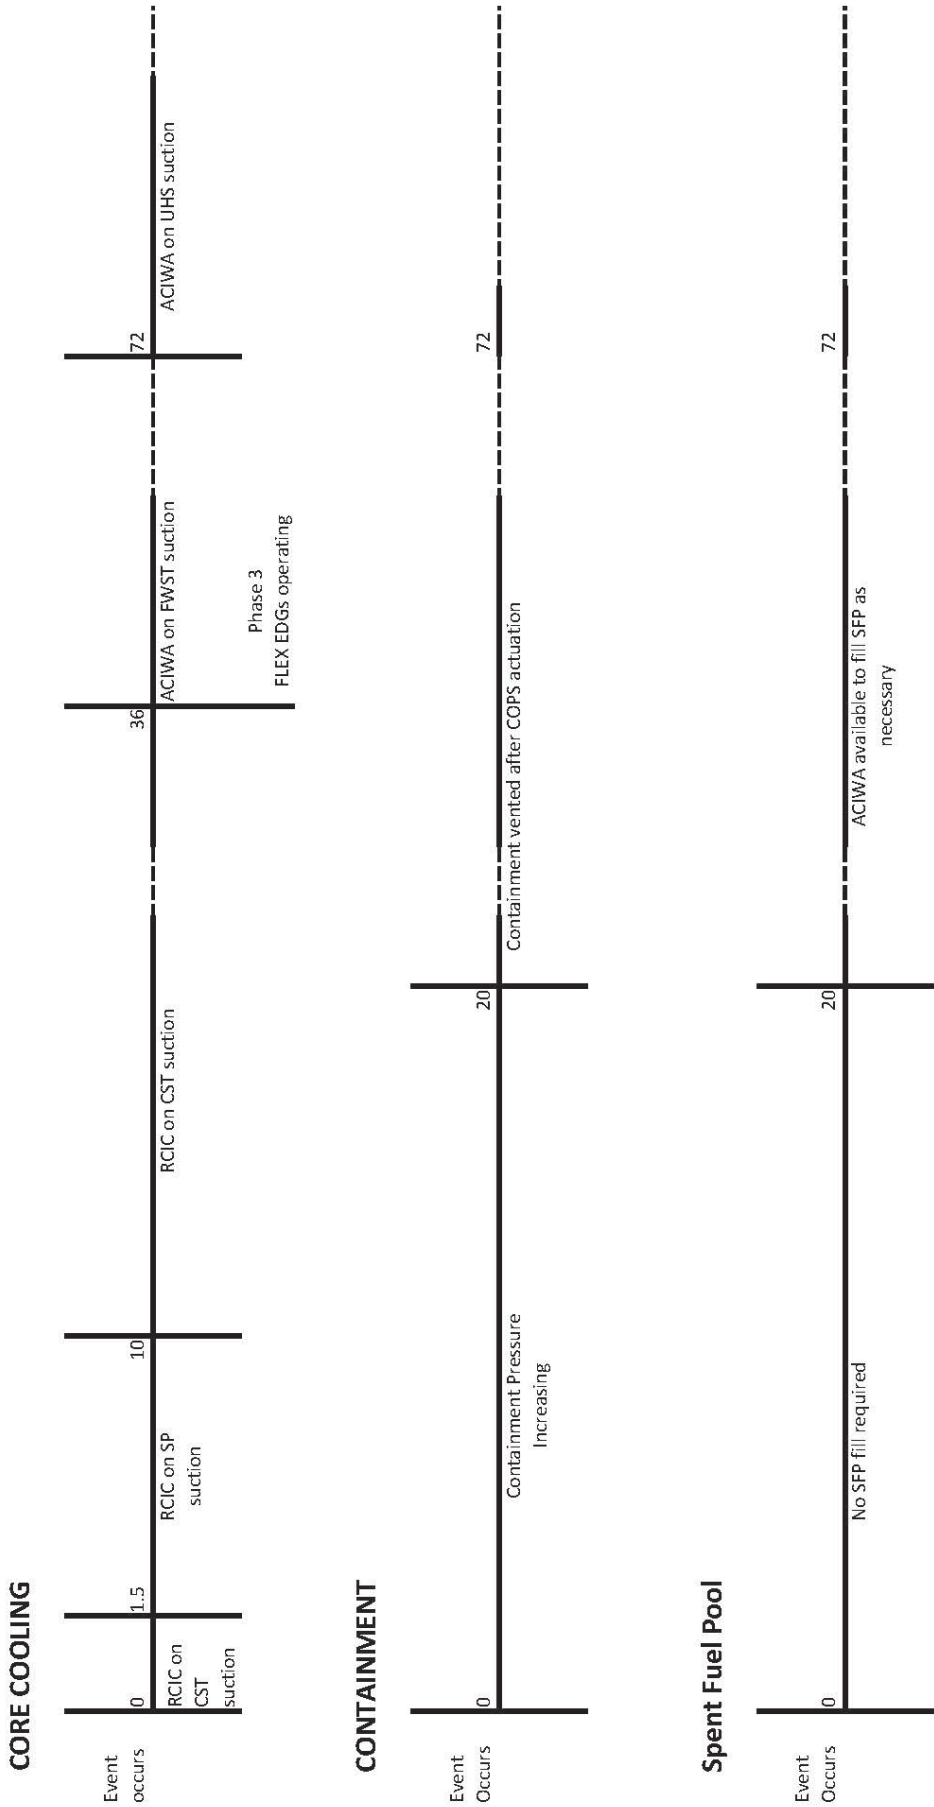 CORE COOLING
Event
occurs
0
1.5
10
36
72
RCIC on
CST
suction
RCIC on SP
suction
RCIC on CST suction
ACIWA on FWST suction
ACIWA on UHS suction
Phase 3
FLEX EDGs operating
CONTAINMENT
Event
Occurs
0
20
72
Containment Pressure
Increasing
Containment vented after COPS actuation
Spent Fuel Pool
Event
Occurs
0
20
72
No SFP fill required
ACIWA available to fill SFP as
necessary